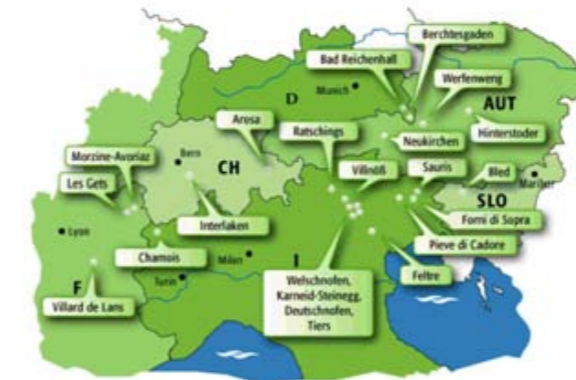 Berchtesgaden
Bad Reichenhall
Werfenweng
D
Munich
AUT
Arosa
Ratschings
Neukirchen
Hinterstoder
Morzine-Avoriaz
Bern
CH
Villnöß
Sauris
Bled
Maribor
Les Gets
SLO
Lyon
Interlaken
Forni di Sopra
Chamois
Milan
I
Pieve di Cadore
F
Turin
Welschnofen,
Karneid-Steinegg,
Deutschnofen,
Tiers
Feltre
Villard de Lans